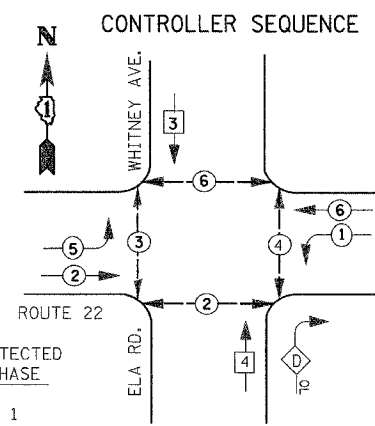 CONTROLLER SEQUENCE
N
1
WHITNEY AVE.
3
6
3
4
6
1
5
2
2
ROUTE 22
ELA RD.
4
D
OL
TECTED
HASE
1